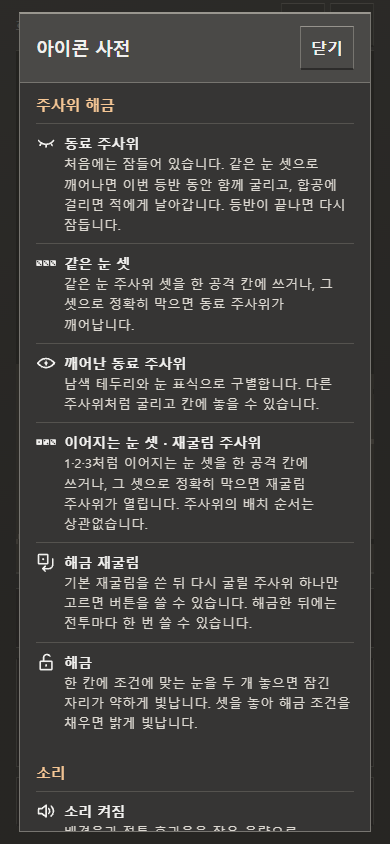 아이콘 사전
닫기
주사위 해금
동료 주사위
처음에는 잠들어 있습니다. 같은 눈 셋으로
깨어나면 이번 등반 동안 함께 굴리고, 합공에
걸리면 적에게 날아갑니다. 등반이 끝나면 다시
잠듭니다.
같은 눈 셋
같은 눈 주사위 셋을 한 공격 칸에 쓰거나, 그
셋으로 정확히 막으면 동료 주사위가
깨어납니다.
깨어난 동료 주사위
남색 테두리와 눈 표식으로 구별합니다. 다른
주사위처럼 굴리고 칸에 놓을 수 있습니다.
이어지는 눈 셋 · 재굴림 주사위
1·2·3처럼 이어지는 눈 셋을 한 공격 칸에
쓰거나, 그 셋으로 정확히 막으면 재굴림
주사위가 열립니다. 주사위의 배치 순서는
상관없습니다.
해금 재굴림
기본 재굴림을 쓴 뒤 다시 굴릴 주사위 하나만
고르면 버튼을 쓸 수 있습니다. 해금한 뒤에는
전투마다 한 번 쓸 수 있습니다.
해금
한 칸에 조건에 맞는 눈을 두 개 놓으면 잠긴
자리가 약하게 빛납니다. 셋을 놓아 해금 조건을
채우면 밝게 빛납니다.
소리
소리 켜짐